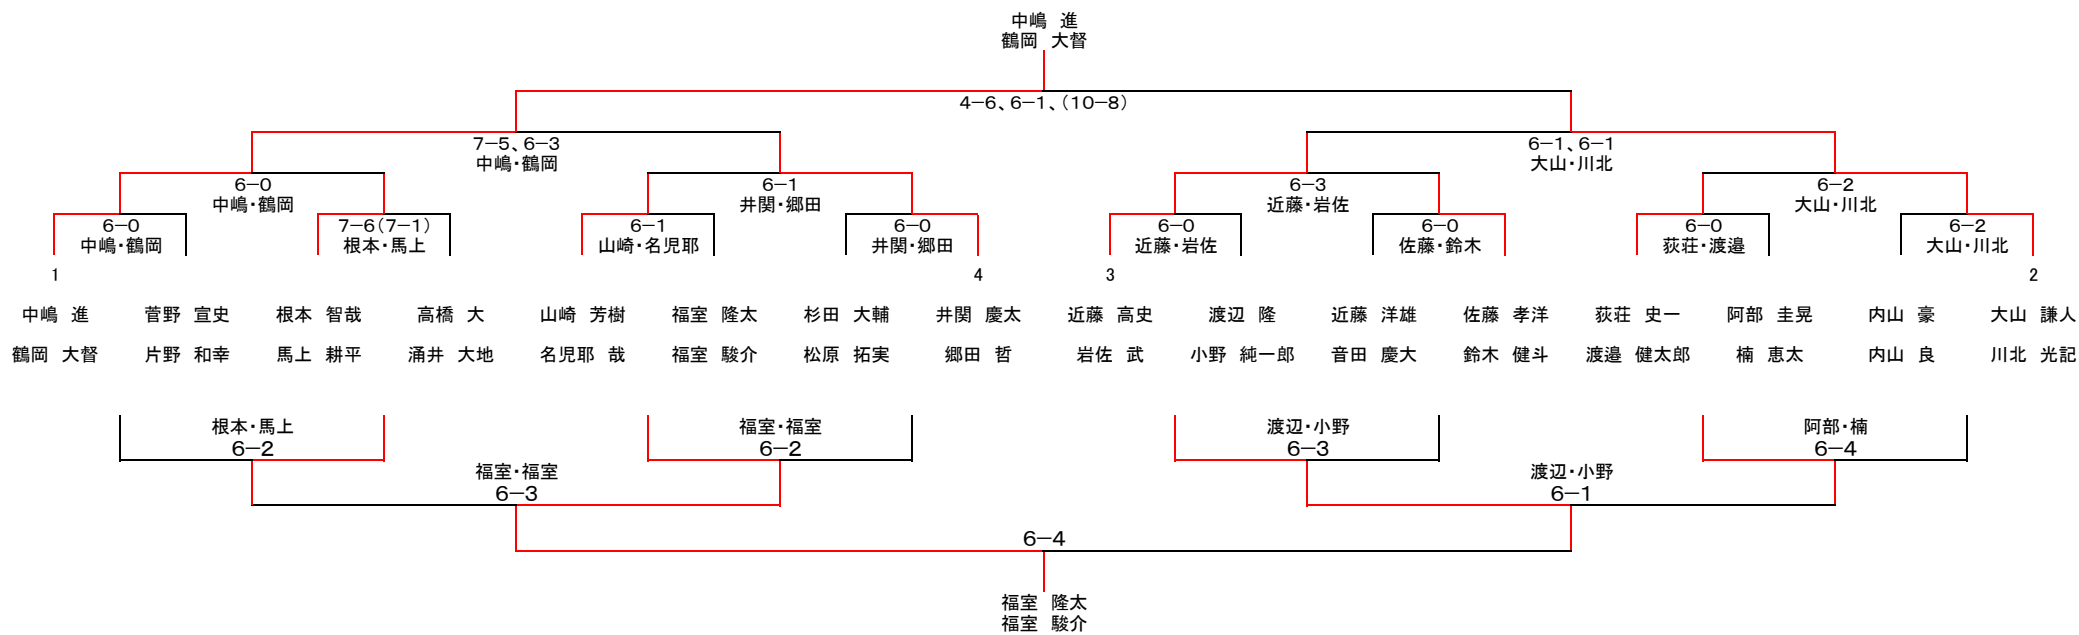 中嶋 進
鶴岡 大督
4−6、6−1、(10−8)
7−5、6−3 6−1、6−1
中嶋・鶴岡 大山・川北
6−0 6−1 6−3 6−2
中嶋・鶴岡 井関・郷田 近藤・岩佐 大山・川北
6−0 7−6(7−1) 6−1 6−0 6−0 6−0 6−0 6−2
中嶋・鶴岡 根本・馬上 山崎・名児耶 井関・郷田 近藤・岩佐 佐藤・鈴木 荻荘・渡邉 大山・川北
1 4 3 2
中嶋 進 菅野 宣史 根本 智哉 高橋 大 山崎 芳樹 福室 隆太 杉田 大輔 井関 慶太 近藤 高史 渡辺 隆 近藤 洋雄 佐藤 孝洋 荻荘 史一 阿部 圭晃 内山 豪 大山 謙人
鶴岡 大督 片野 和幸 馬上 耕平 涌井 大地 名児耶 哉 福室 駿介 松原 拓実 郷田 哲 岩佐 武 小野 純一郎 音田 慶大 鈴木 健斗 渡邉 健太郎 楠 恵太 内山 良 川北 光記
根本・馬上 福室・福室 渡辺・小野 阿部・楠
6−2 6−2 6−3 6−4
福室・福室 渡辺・小野
6−3 6−1
6−4
福室 隆太
福室 駿介